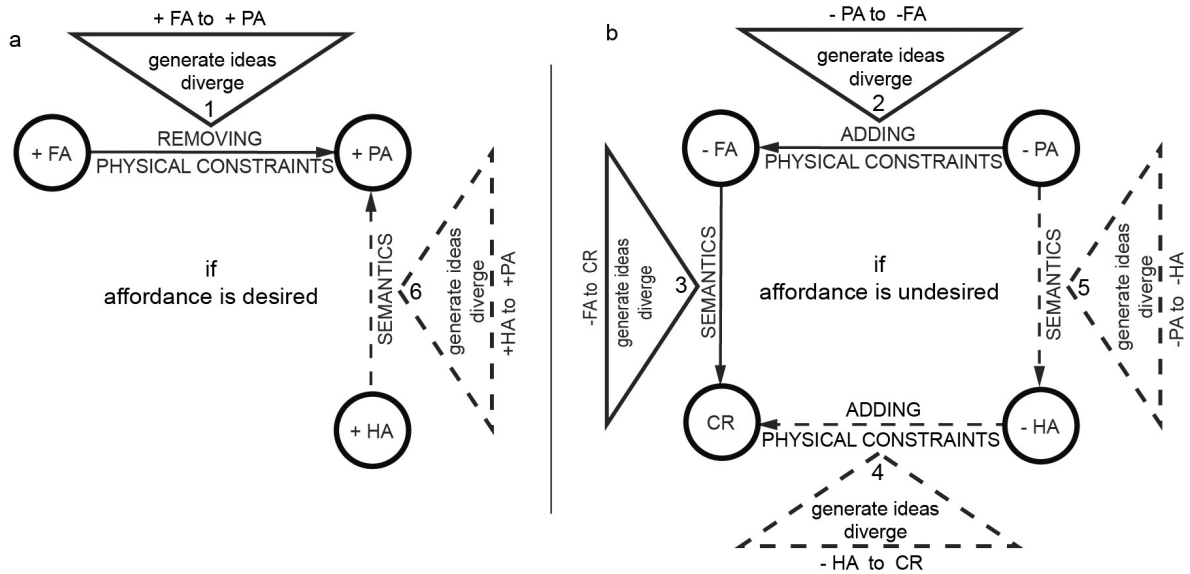 a
+ FA to + PA
generate ideas
diverge
1
+ FA
REMOVING
PHYSICAL CONSTRAINTS
+ PA
if
affordance is desired
SEMANTICS
6
generate ideas
diverge
+HA to +PA
+ HA
b
- PA to -FA
generate ideas
diverge
2
- FA
ADDING
PHYSICAL CONSTRAINTS
- PA
-FA to CR
generate ideas
diverge
3
SEMANTICS
if
affordance is undesired
SEMANTICS
5
generate ideas
diverge
-PA to -HA
CR
ADDING
PHYSICAL CONSTRAINTS
- HA
4
generate ideas
diverge
- HA to CR